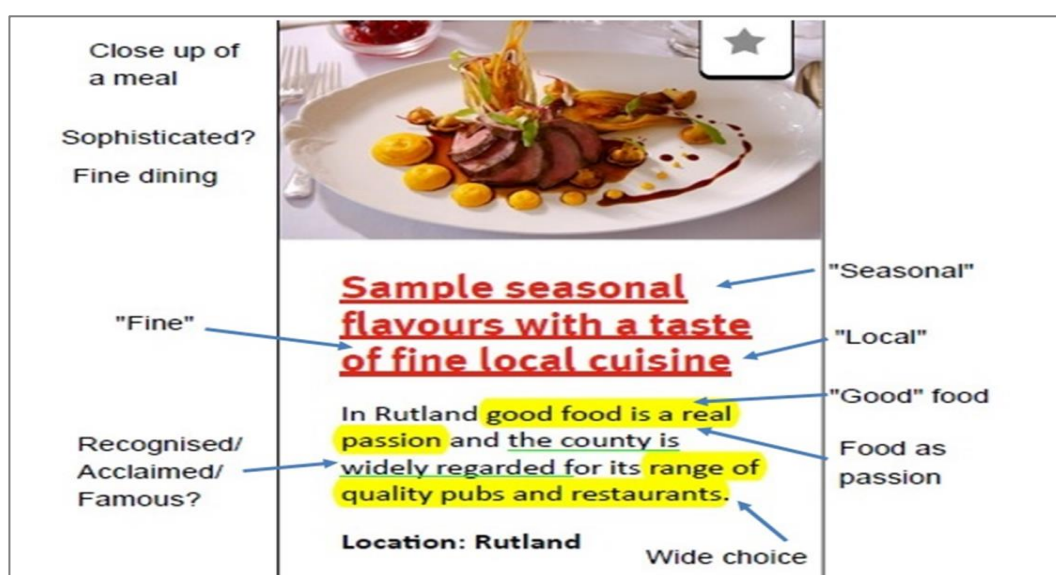 Close up of
a meal
Sophisticated?
Fine dining
Sample seasonal
flavours with a taste
of fine local cuisine
"Seasonal"
"Fine"
"Local"
In Rutland good food is a real
passion and the county is
widely regarded for its range of
quality pubs and restaurants.
"Good" food
Food as
passion
Recognised/
Acclaimed/
Famous?
Location: Rutland
Wide choice